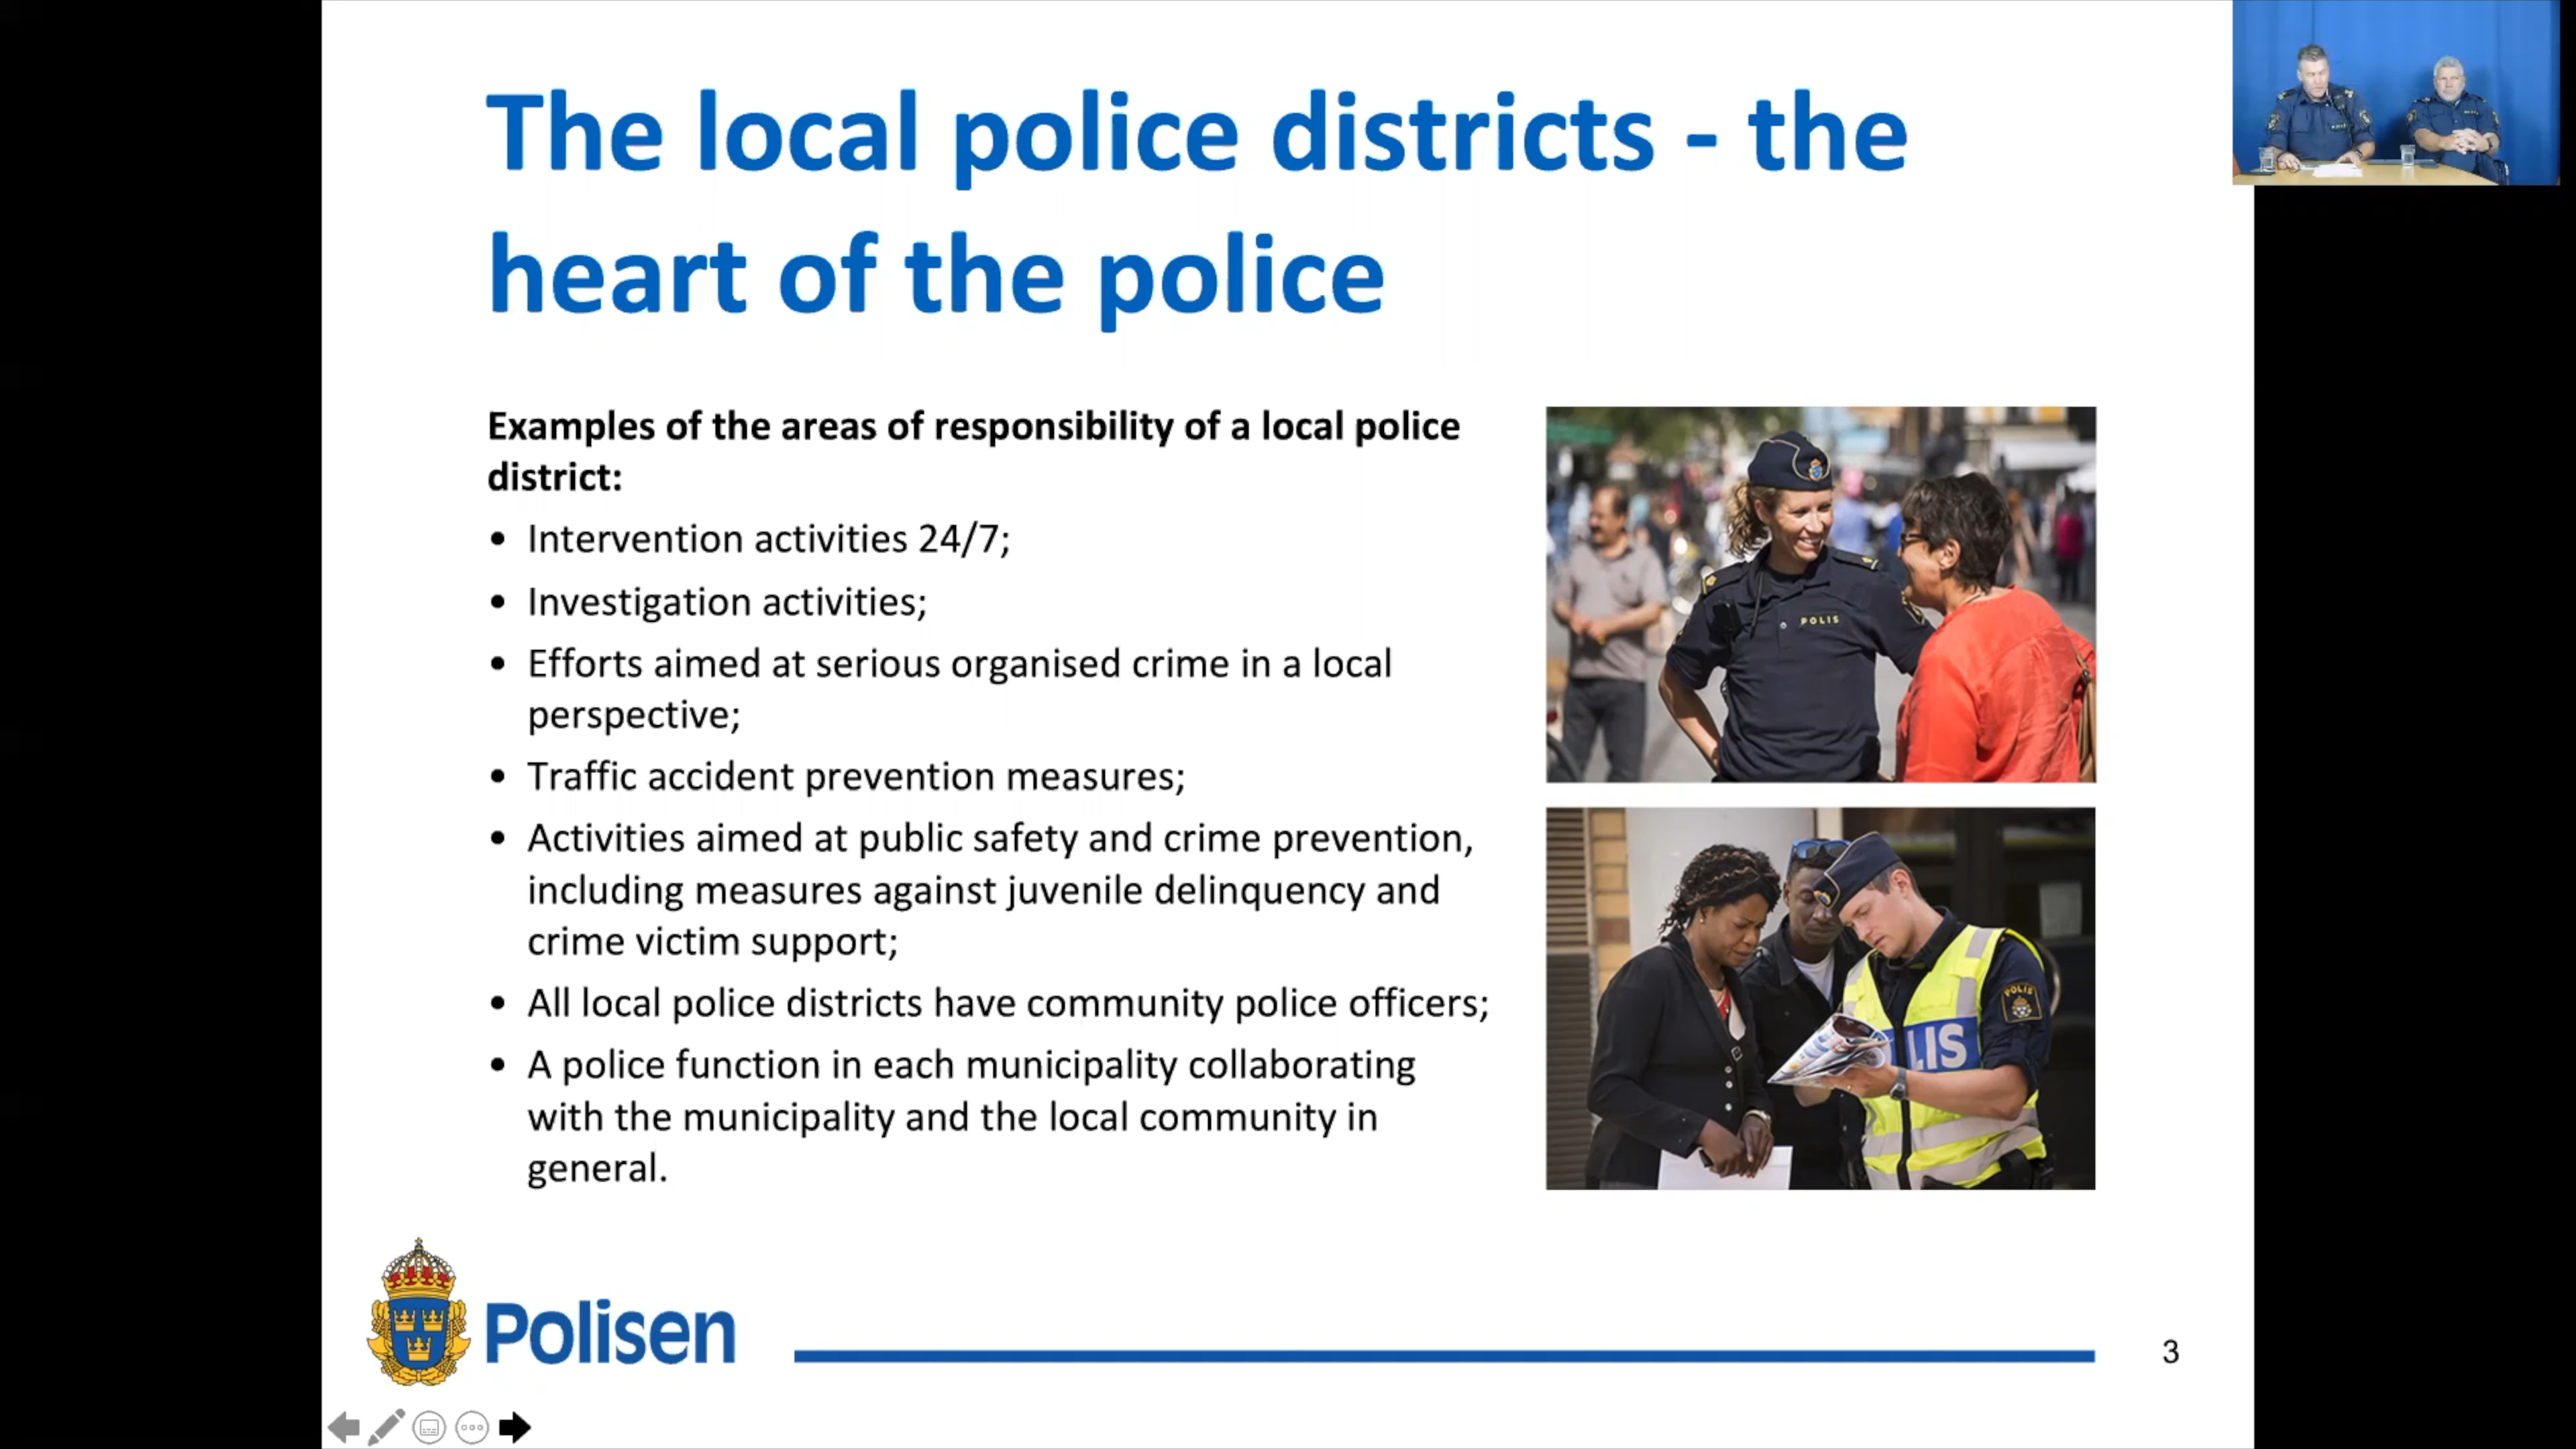 The local police districts - the
heart of the police
Examples of the areas of responsibility of a local police
district:
• Intervention activities 24/7;
• Investigation activities;
• Efforts aimed at serious organised crime in a local
perspective;
• Traffic accident prevention measures;
• Activities aimed at public safety and crime prevention,
including measures against juvenile delinquency and
crime victim support;
• All local police districts have community police officers;
• A police function in each municipality collaborating
with the municipality and the local community in
general.
POLIS
POLIS
LIS
Polisen
3